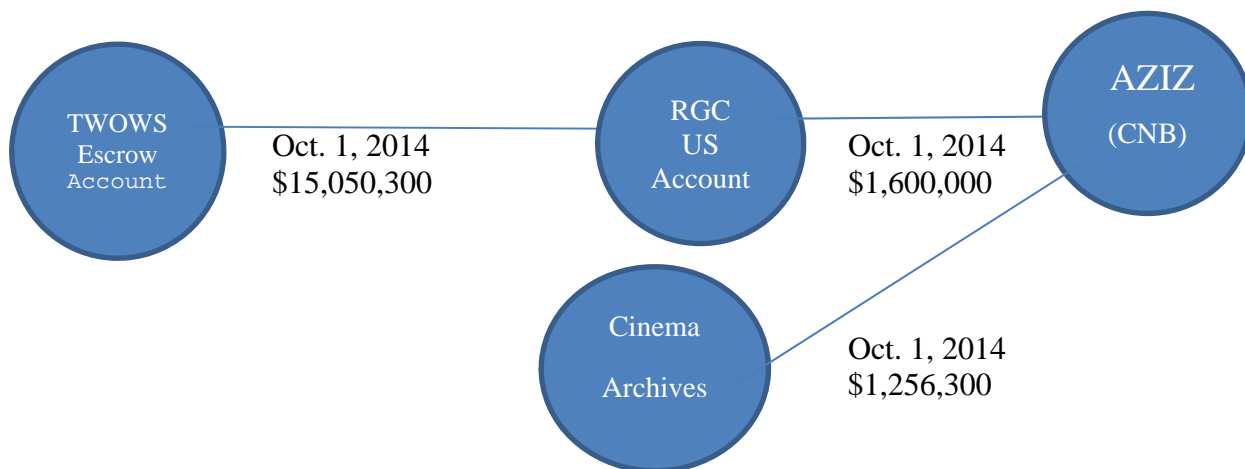 TWOWS
Escrow
Account
Oct. 1, 2014
$15,050,300
RGC
US
Account
Oct. 1, 2014
$1,600,000
AZIZ
(CNB)
Cinema
Archives
Oct. 1, 2014
$1,256,300